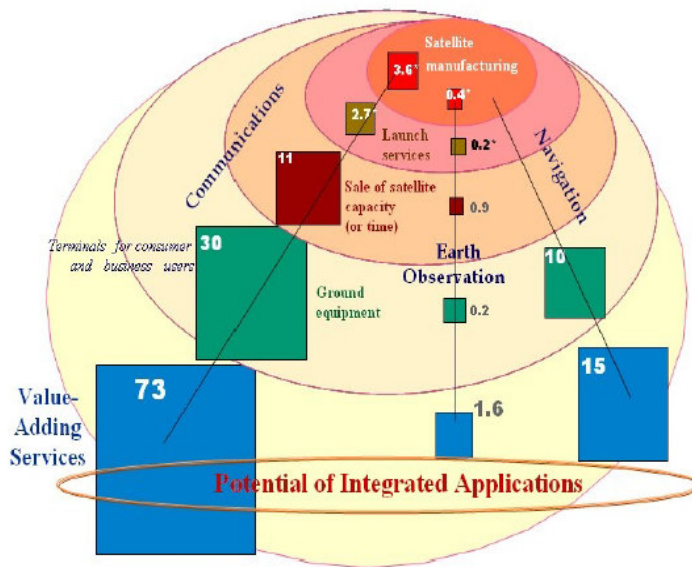 Satellite
manufacturing
3.6*
0.4*
2.7*
Launch
services
0.2*
Communications
Navigation
11
Sale of satellite
capacity
(or time)
0.9
Terminals for consumer
and business users
30
Earth
Observation
10
Ground
equipment
0.2
73
15
1.6
Value-
Adding
Services
Potential of Integrated Applications